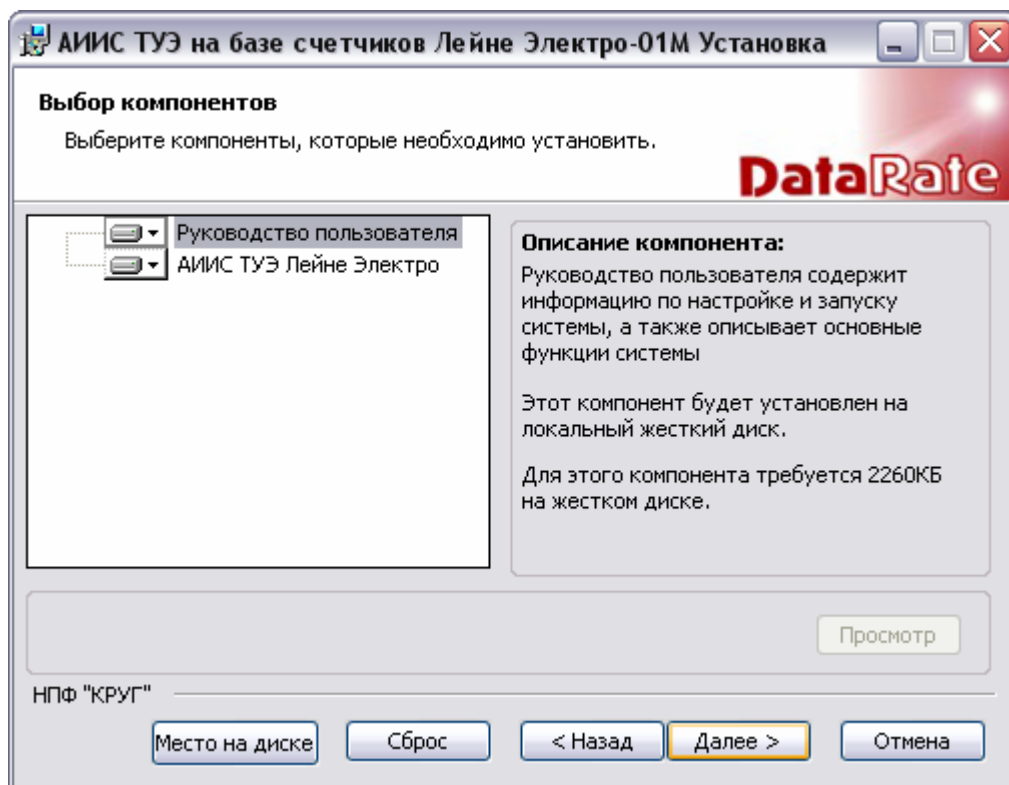 АИИС ТУЭ на базе счетчиков Лейне Электро-01М Установка
Выбор компонентов
Выберите компоненты, которые необходимо установить.
DataRate
Руководство пользователя
АИИС ТУЭ Лейне Электро
Описание компонента:
Руководство пользователя содержит
информацию по настройке и запуску
системы, а также описывает основные
функции системы
Этот компонент будет установлен на
локальный жесткий диск.
Для этого компонента требуется 2260КБ
на жестком диске.
Просмотр
НПФ "КРУГ"
Место на диске
Сброс
< Назад
Далее >
Отмена